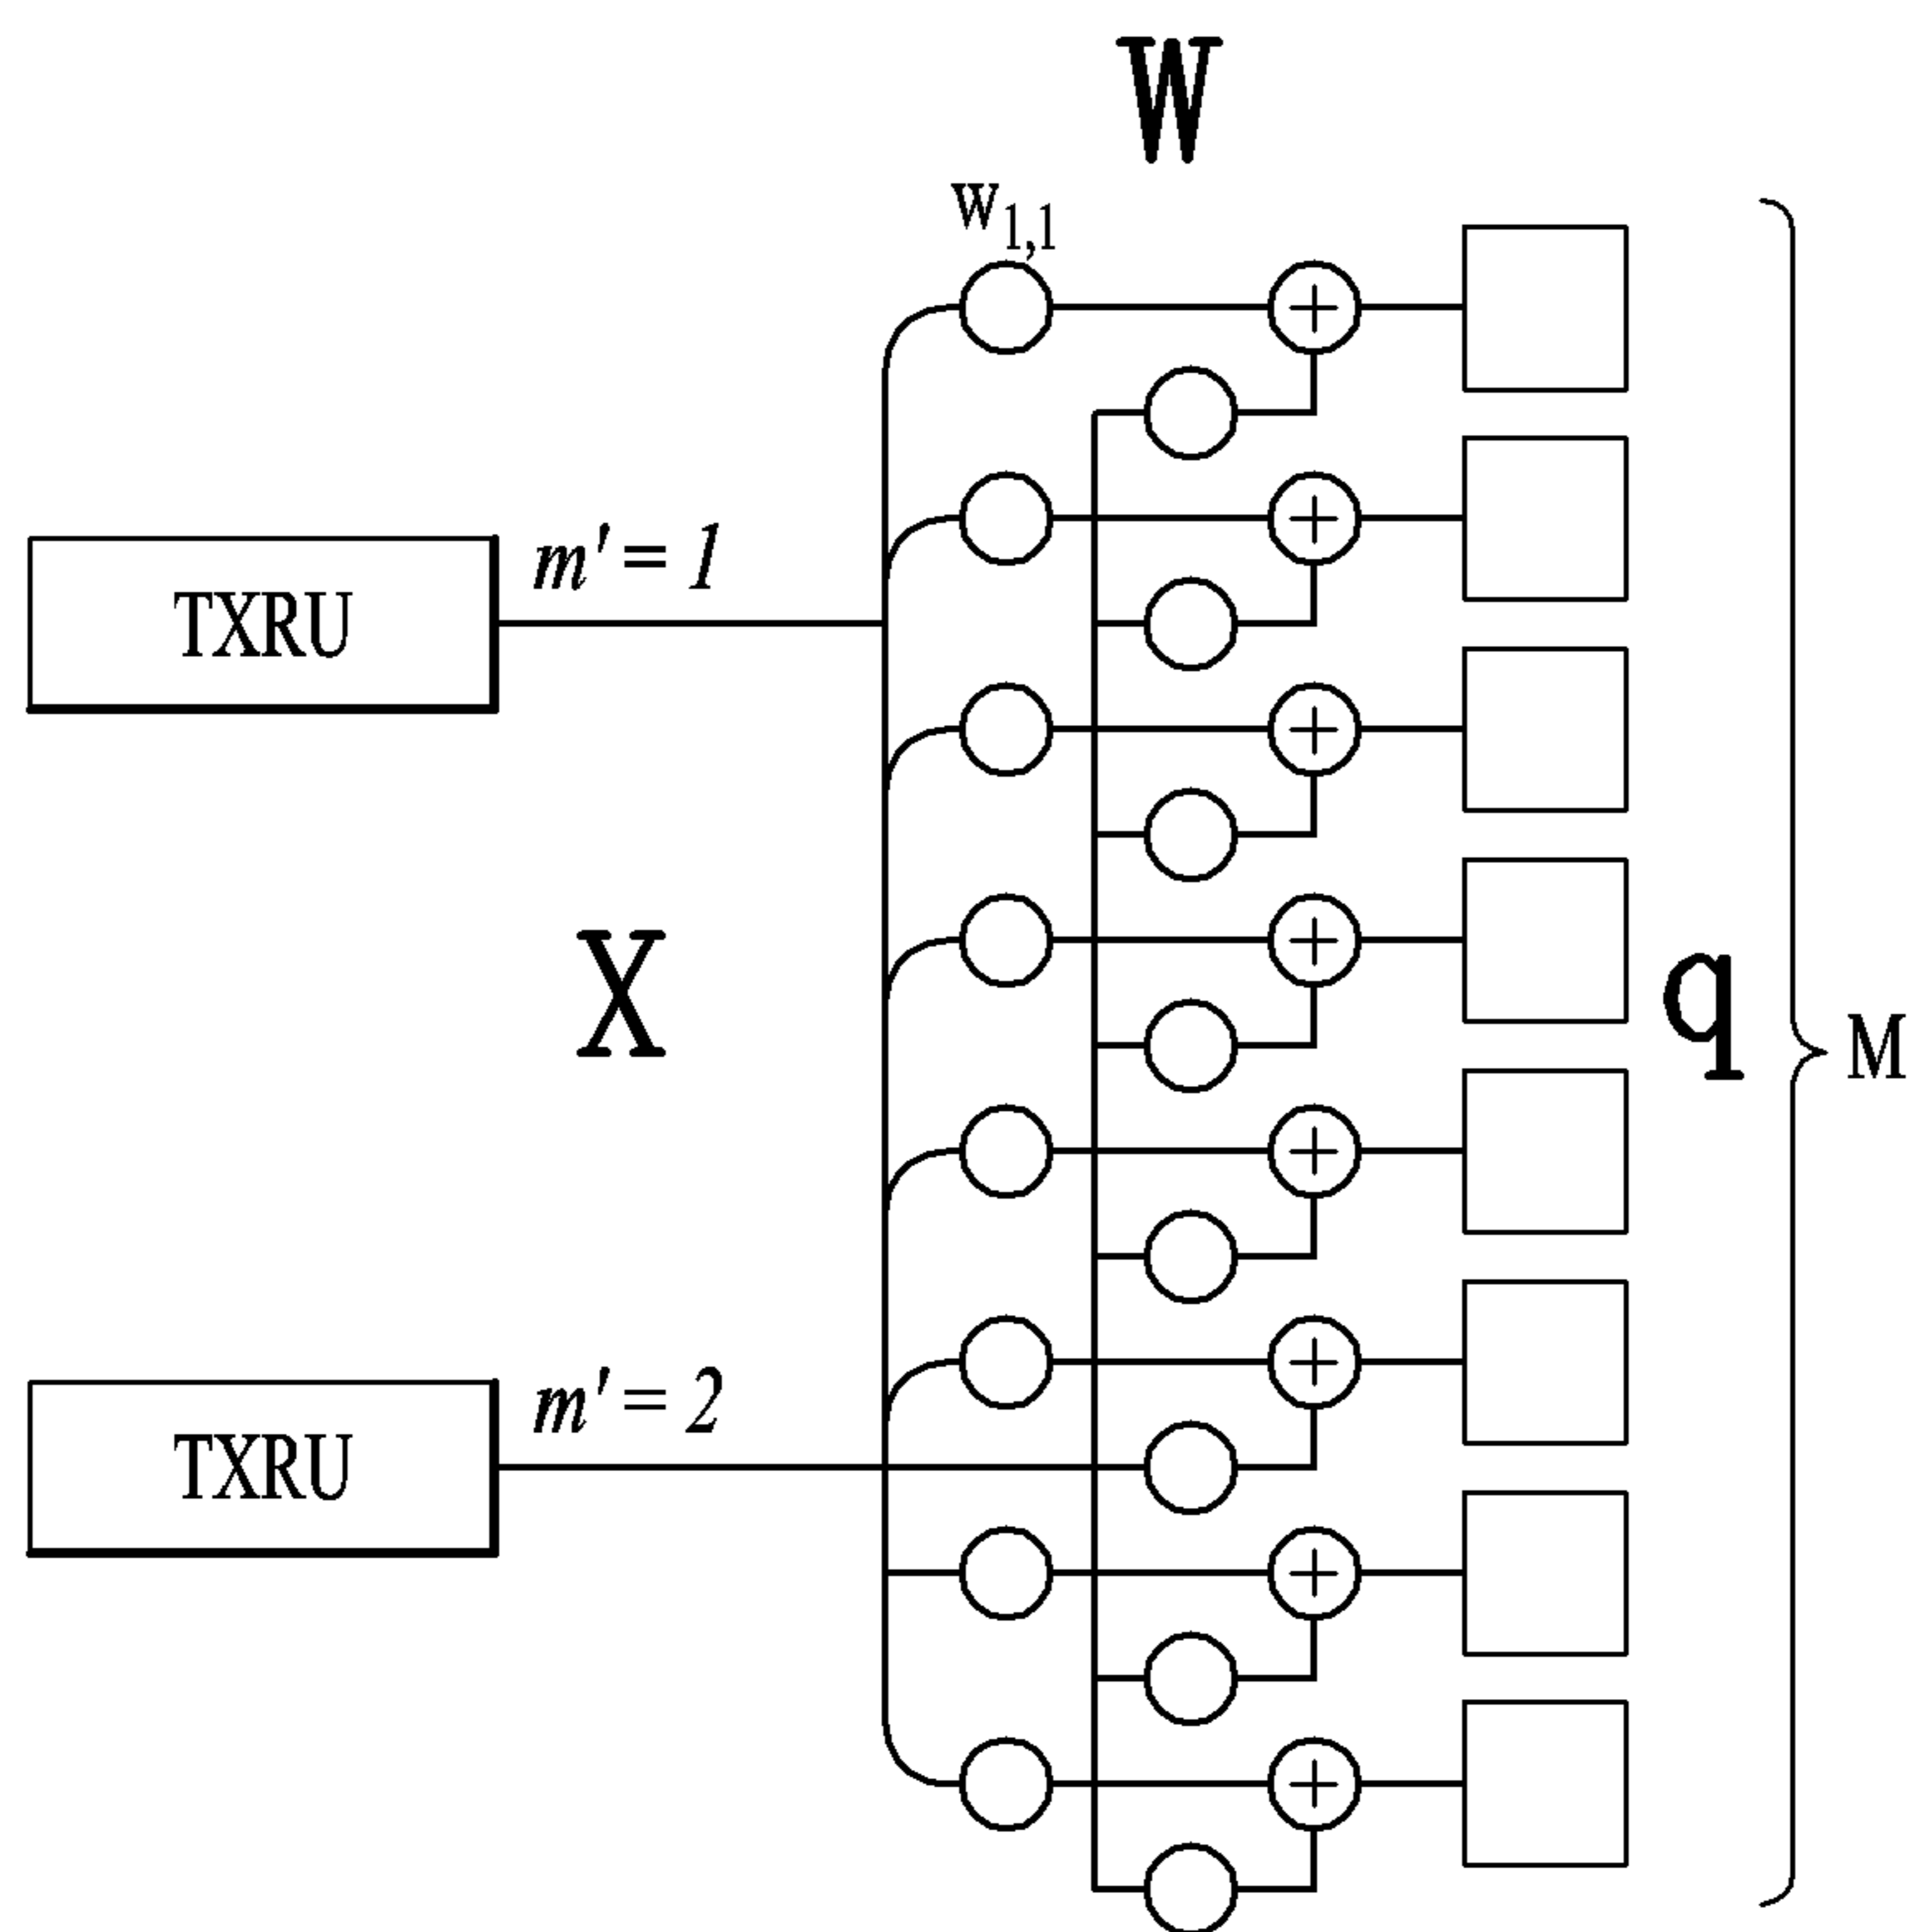 W
w1,1
m' = 1
TXRU
X
q
M
m' = 2
TXRU